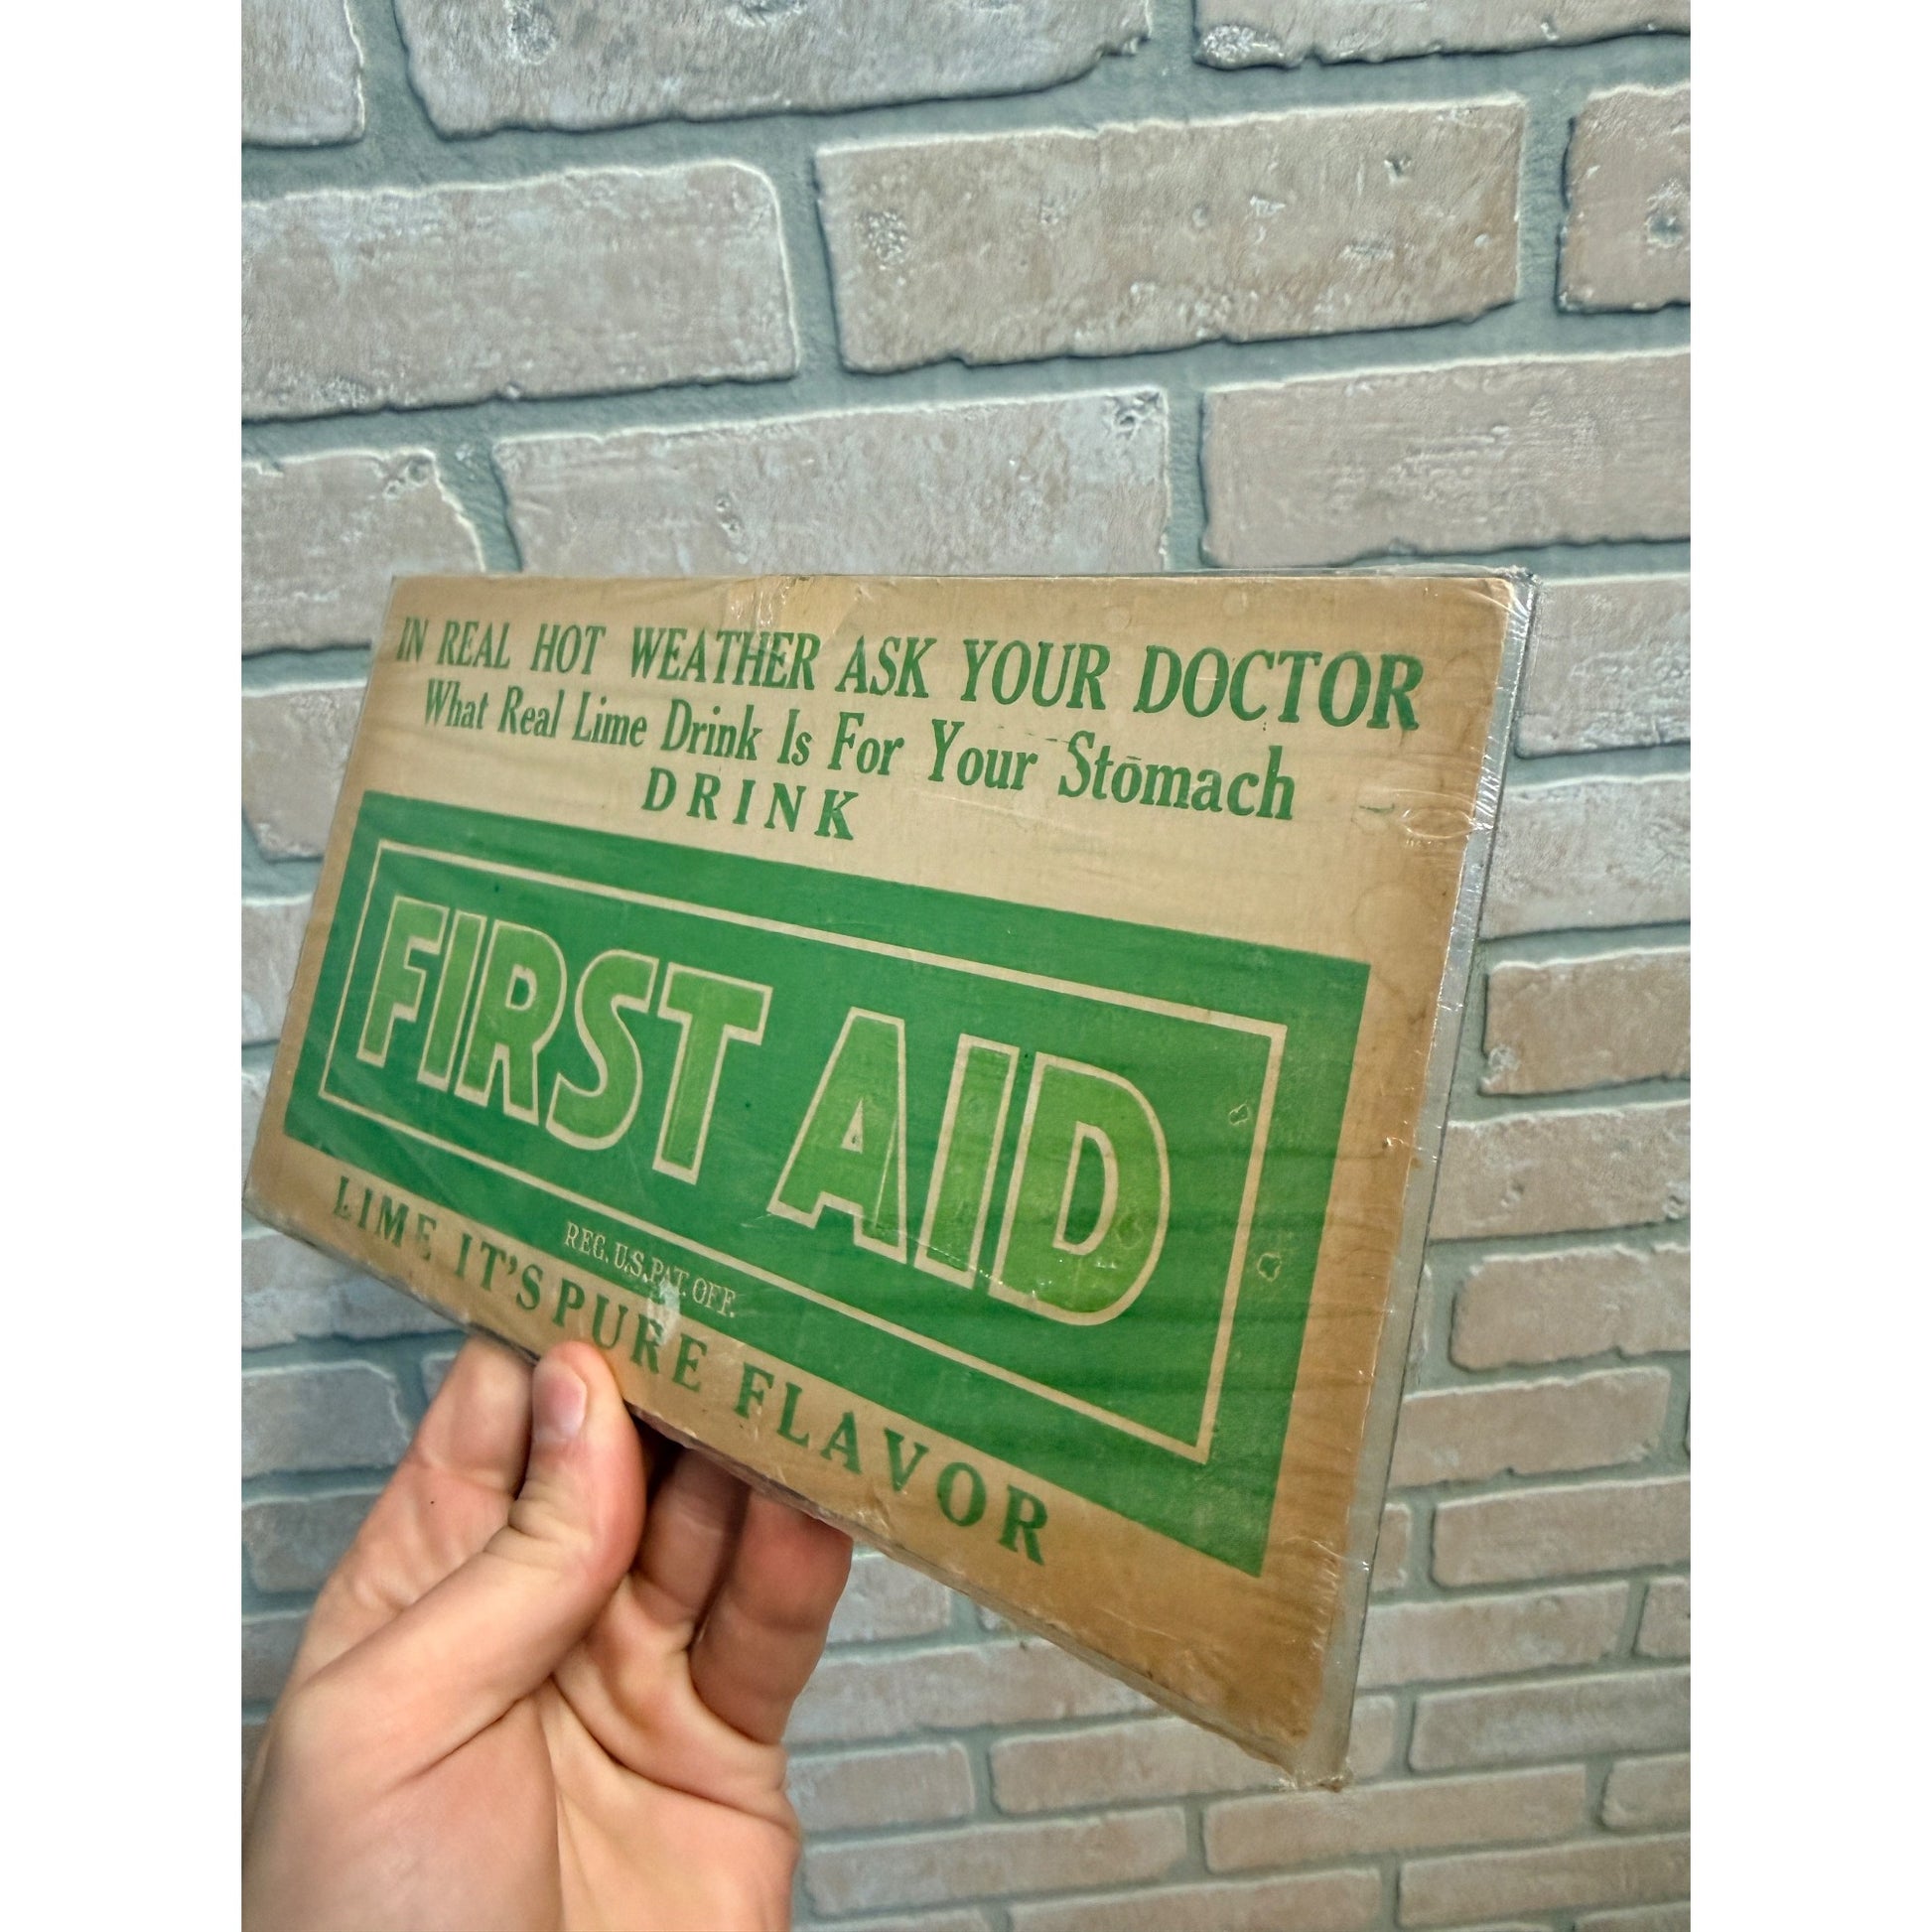 IN REAL HOT WEATHER ASK YOUR DOCTOR
What Real Lime Drink Is For Your Stomach
DRINK
FIRST AID
REG. U.S. PAT. OFF.
LIME IT'S PURE FLAVOR